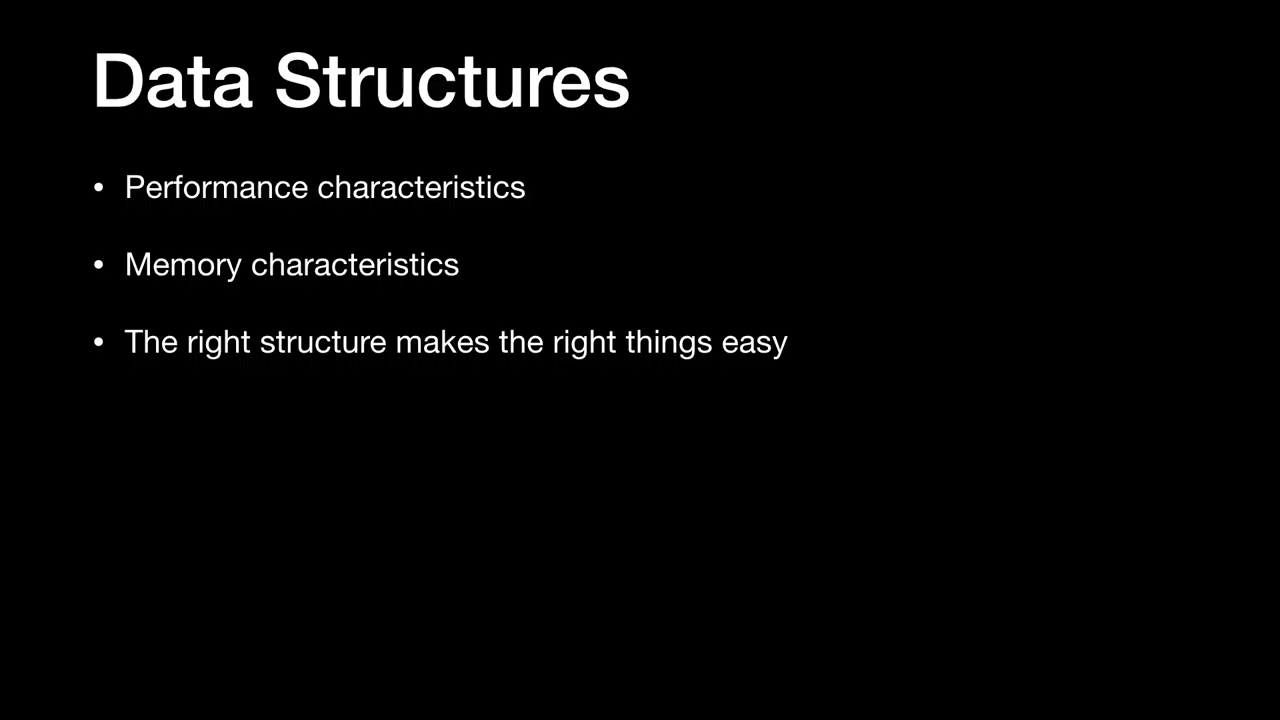 Data Structures
• Performance characteristics
• Memory characteristics
• The right structure makes the right things easy